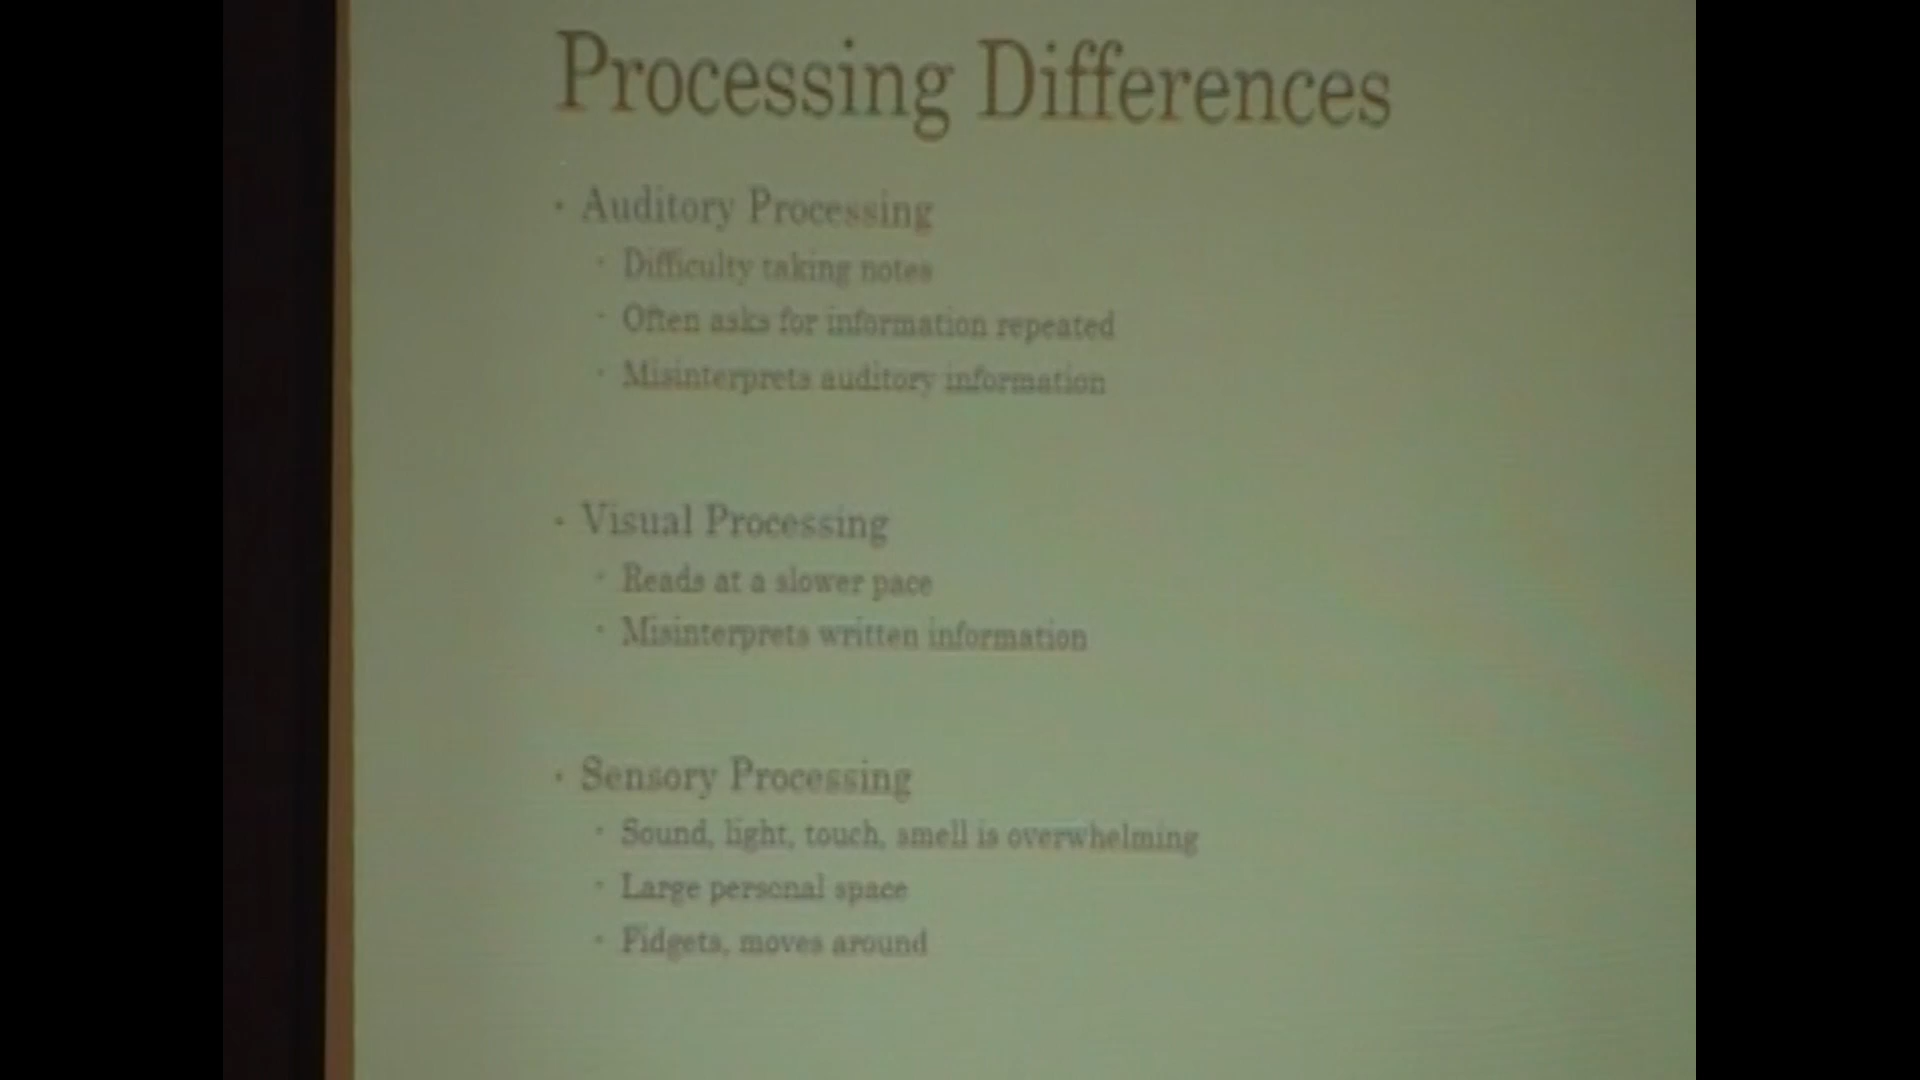 Processing Differences
• Auditory Processing
• Difficulty taking notes
• Often asks for information repeated
• Misinterprets auditory information
• Visual Processing
• Reads at a slower pace
• Misinterprets written information
• Sensory Processing
• Sound, light, touch, smell is overwhelming
• Large personal space
• Fidgets, moves around